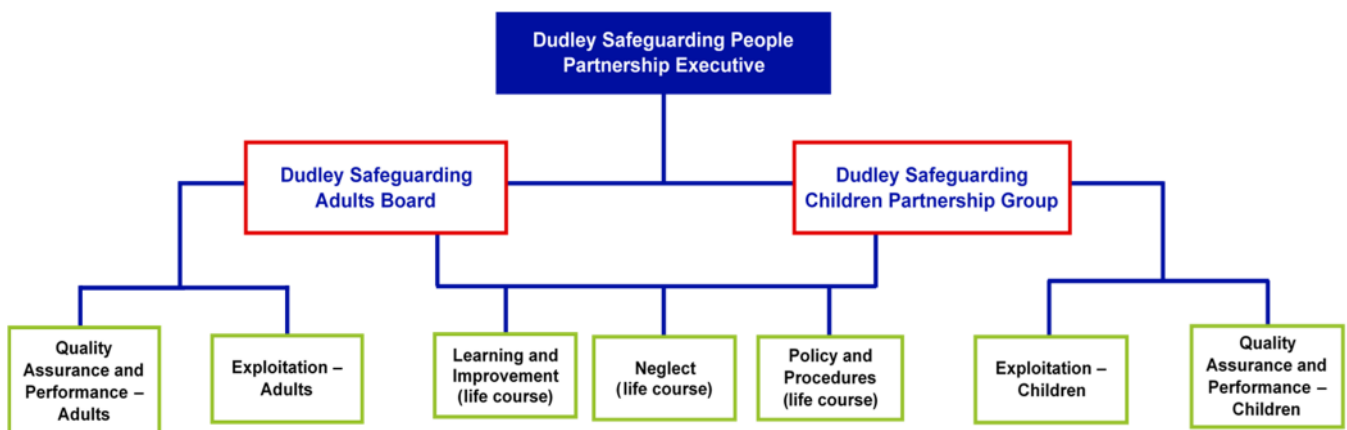 Dudley Safeguarding People
Partnership Executive
Dudley Safeguarding
Adults Board
Dudley Safeguarding
Children Partnership Group
Quality
Assurance and
Performance –
Adults
Exploitation –
Adults
Learning and
Improvement
(life course)
Neglect
(life course)
Policy and
Procedures
(life course)
Exploitation –
Children
Quality
Assurance and
Performance –
Children